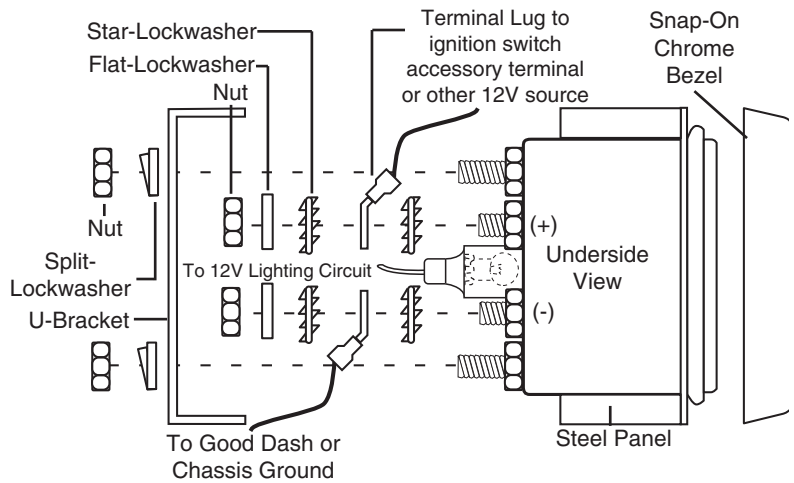 Star-Lockwasher
Flat-Lockwasher
Nut
Terminal Lug to
ignition switch
accessory terminal
or other 12V source
Snap-On
Chrome
Bezel
Nut
(+)
Underside
View
To 12V Lighting Circuit
Split-
Lockwasher
U-Bracket
(-)
To Good Dash or
Chassis Ground
Steel Panel